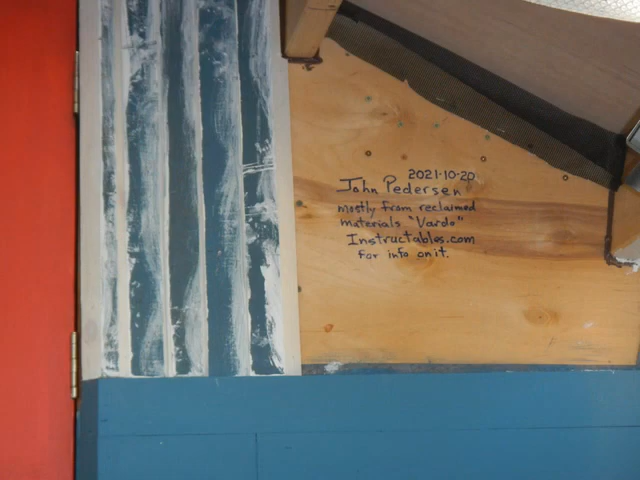 2021-10-20
John Pedersen
mostly from reclaimed
materials "Vardo"
Instructables.com
for info on it.